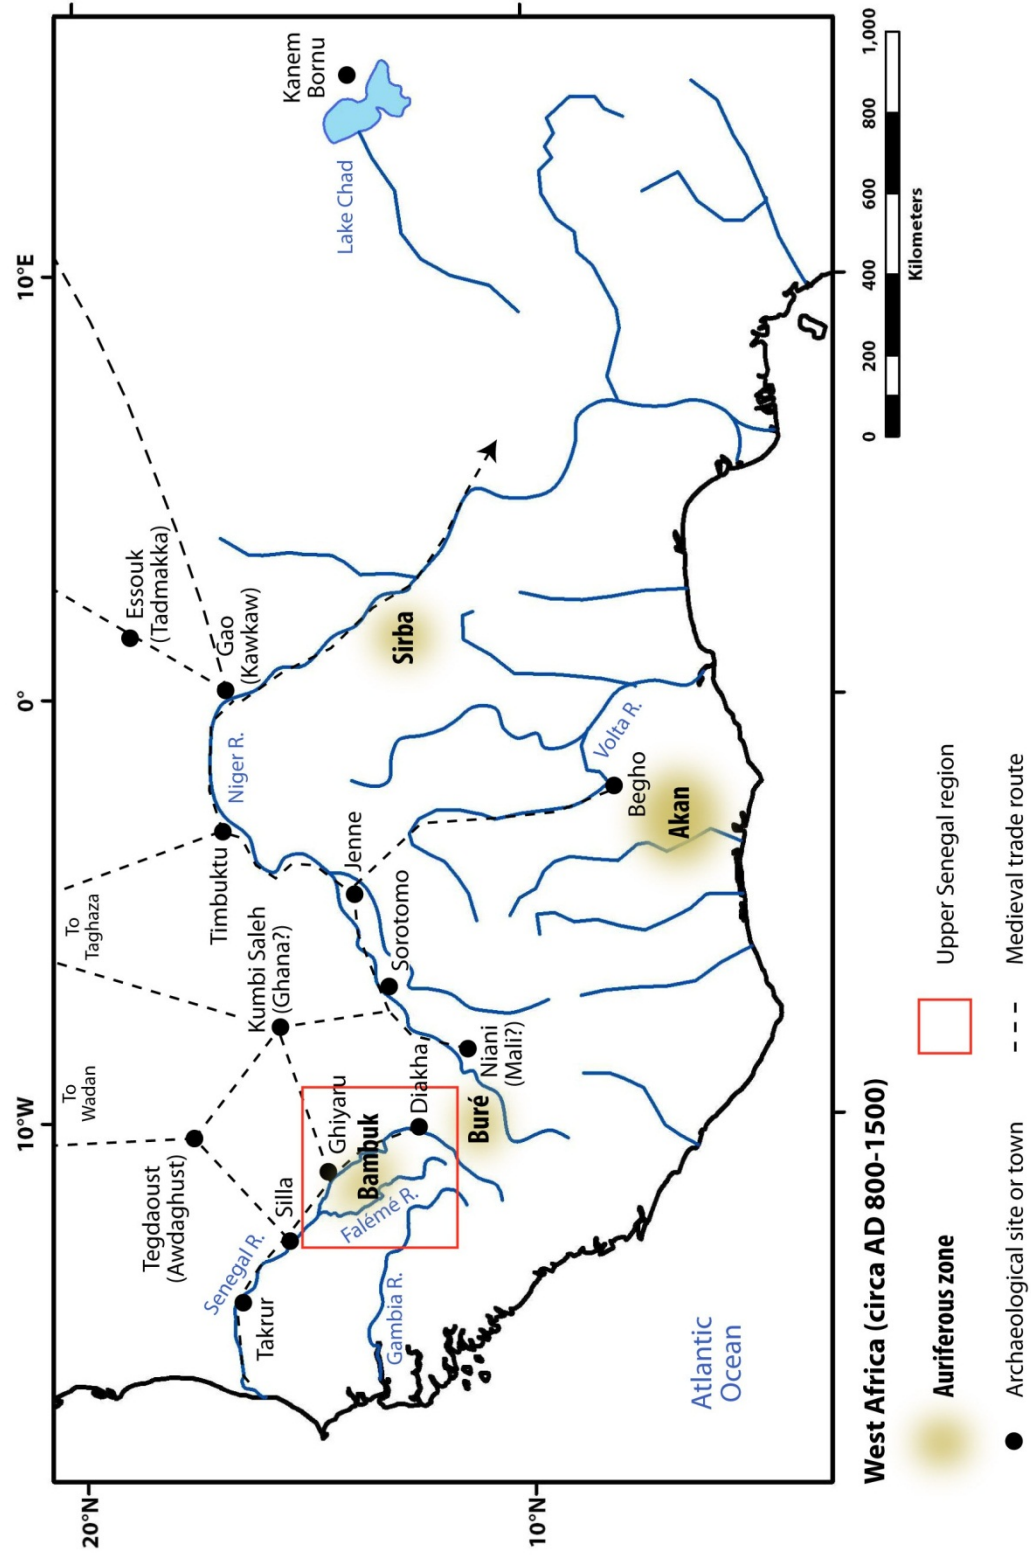 10°W
0°
10°E
20°N
10°N
To
Wadan
To
Taghaza
Tegdaoust
(Awdaghust)
Kumbi Saleh
(Ghana?)
Timbuktu
Niger R.
Essouk
(Tadmakka)
Gao
(Kawkaw)
Kanem
Bornu
Lake Chad
Senegal R.
Takrur
Silla
Ghiyaru
Bambuk
Falémé R.
Diakha
Gambia R.
Buré
Niani
(Mali?)
Sorotomo
Jenne
Sirba
Volta R.
Begho
Akan
Atlantic
Ocean
West Africa (circa AD 800-1500)
Auriferous zone
Upper Senegal region
Archaeological site or town
Medieval trade route
0 200 400 600 800 1,000
Kilometers